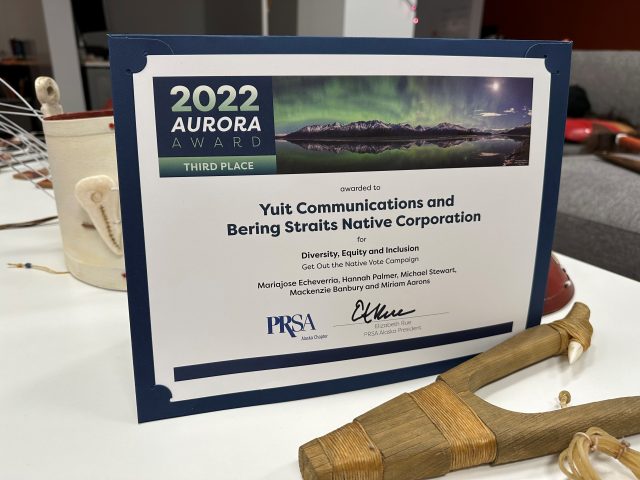 2022
AURORA
AWARD
THIRD PLACE
awarded to
Yuit Communications and
Bering Straits Native Corporation
for
Diversity, Equity and Inclusion
Get Out the Native Vote Campaign
Mariajose Echeverria, Hannah Palmer, Michael Stewart,
Mackenzie Banbury and Miriam Aarons
PRSA
Alaska Chapter
Elizabeth Rue
PRSA Alaska President